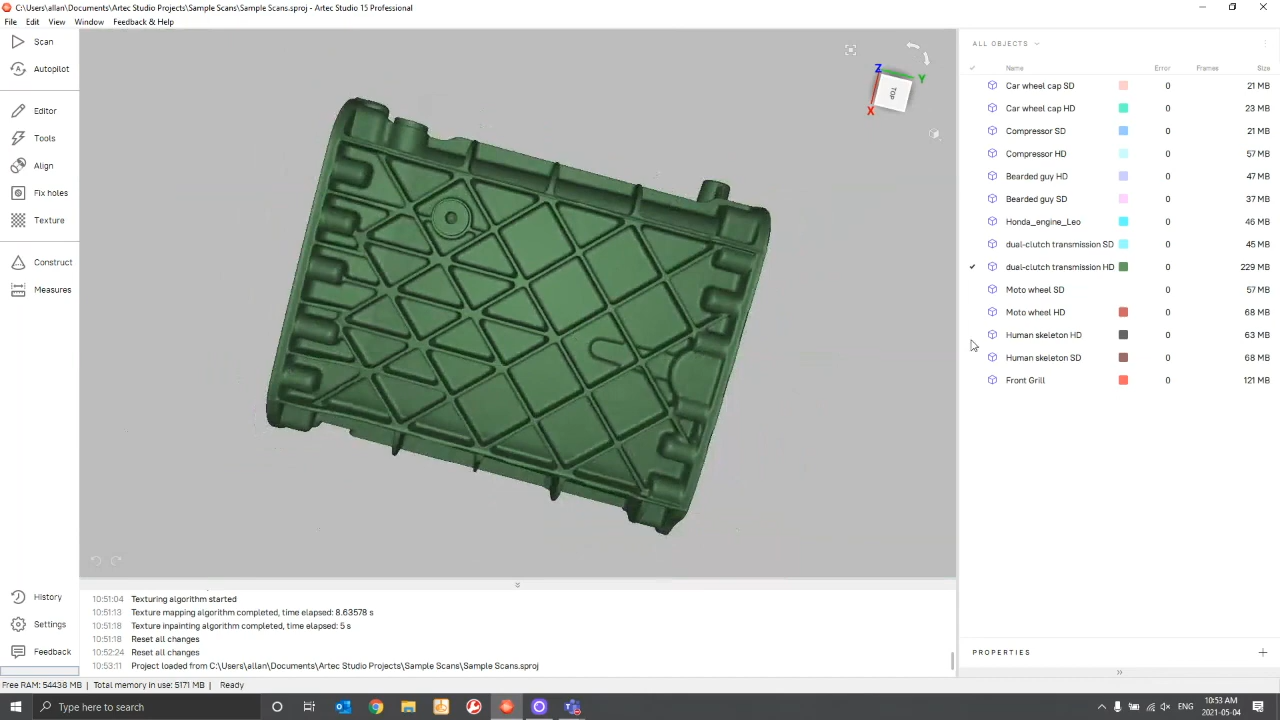 C:\Users\allan\Documents\Artec Studio Projects\Sample Scans\Sample Scans.sproj - Artec Studio 15 Professional
File Edit View Window Feedback & Help
Scan
Autopilot
Editor
Tools
Align
Fix holes
Texture
Construct
Measures
History
Settings
Feedback
Z Y
TOP
X
ALL OBJECTS
Name Error Frames Size
Car wheel cap SD 0 21 MB
Car wheel cap HD 0 23 MB
Compressor SD 0 21 MB
Compressor HD 0 57 MB
Bearded guy HD 0 47 MB
Bearded guy SD 0 37 MB
Honda_engine_Leo 0 46 MB
dual-clutch transmission SD 0 45 MB
dual-clutch transmission HD 0 229 MB
Moto wheel SD 0 57 MB
Moto wheel HD 0 68 MB
Human skeleton HD 0 63 MB
Human skeleton SD 0 68 MB
Front Grill 0 121 MB
PROPERTIES
10:51:04 Texturing algorithm started
10:51:13 Texture mapping algorithm completed, time elapsed: 8.63578 s
10:51:18 Texture inpainting algorithm completed, time elapsed: 5 s
10:51:18 Reset all changes
10:52:24 Reset all changes
10:53:11 Project loaded from C:\Users\allan\Documents\Artec Studio Projects\Sample Scans\Sample Scans.sproj
Free RAM: 54438 MB | Total memory in use: 5171 MB | Ready
Type here to search
ENG
10:53 AM
2021-05-04